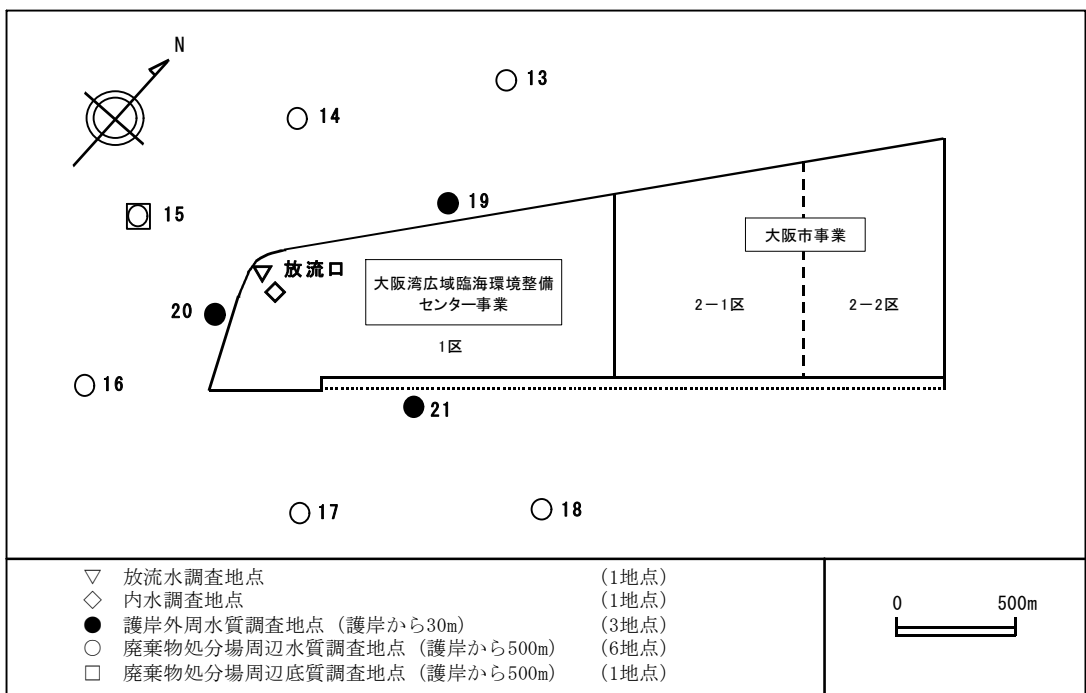 N
13
14
15
19
放流口
大阪市事業
大阪湾広域臨海環境整備
センター事業
20
2－1区
2－2区
1区
16
21
17
18
▽ 放流水調査地点 (1地点)
◇ 内水調査地点 (1地点)
● 護岸外周水質調査地点 (護岸から30m) (3地点)
○ 廃棄物処分場周辺水質調査地点 (護岸から500m) (6地点)
□ 廃棄物処分場周辺底質調査地点 (護岸から500m) (1地点)
0 500m